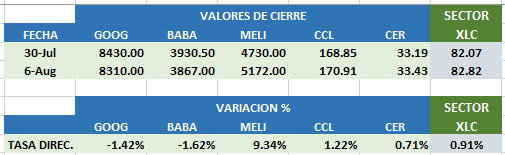 VALORES DE CIERRE SECTOR
FECHA GOOG BABA MELI CCL CER XLC
30-Jul 8430.00 3930.50 4730.00 168.85 33.19 82.07
6-Aug 8310.00 3867.00 5172.00 170.91 33.43 82.82
VARIACION % SECTOR
GOOG BABA MELI CCL CER XLC
TASA DIREC. -1.42% -1.62% 9.34% 1.22% 0.71% 0.91%